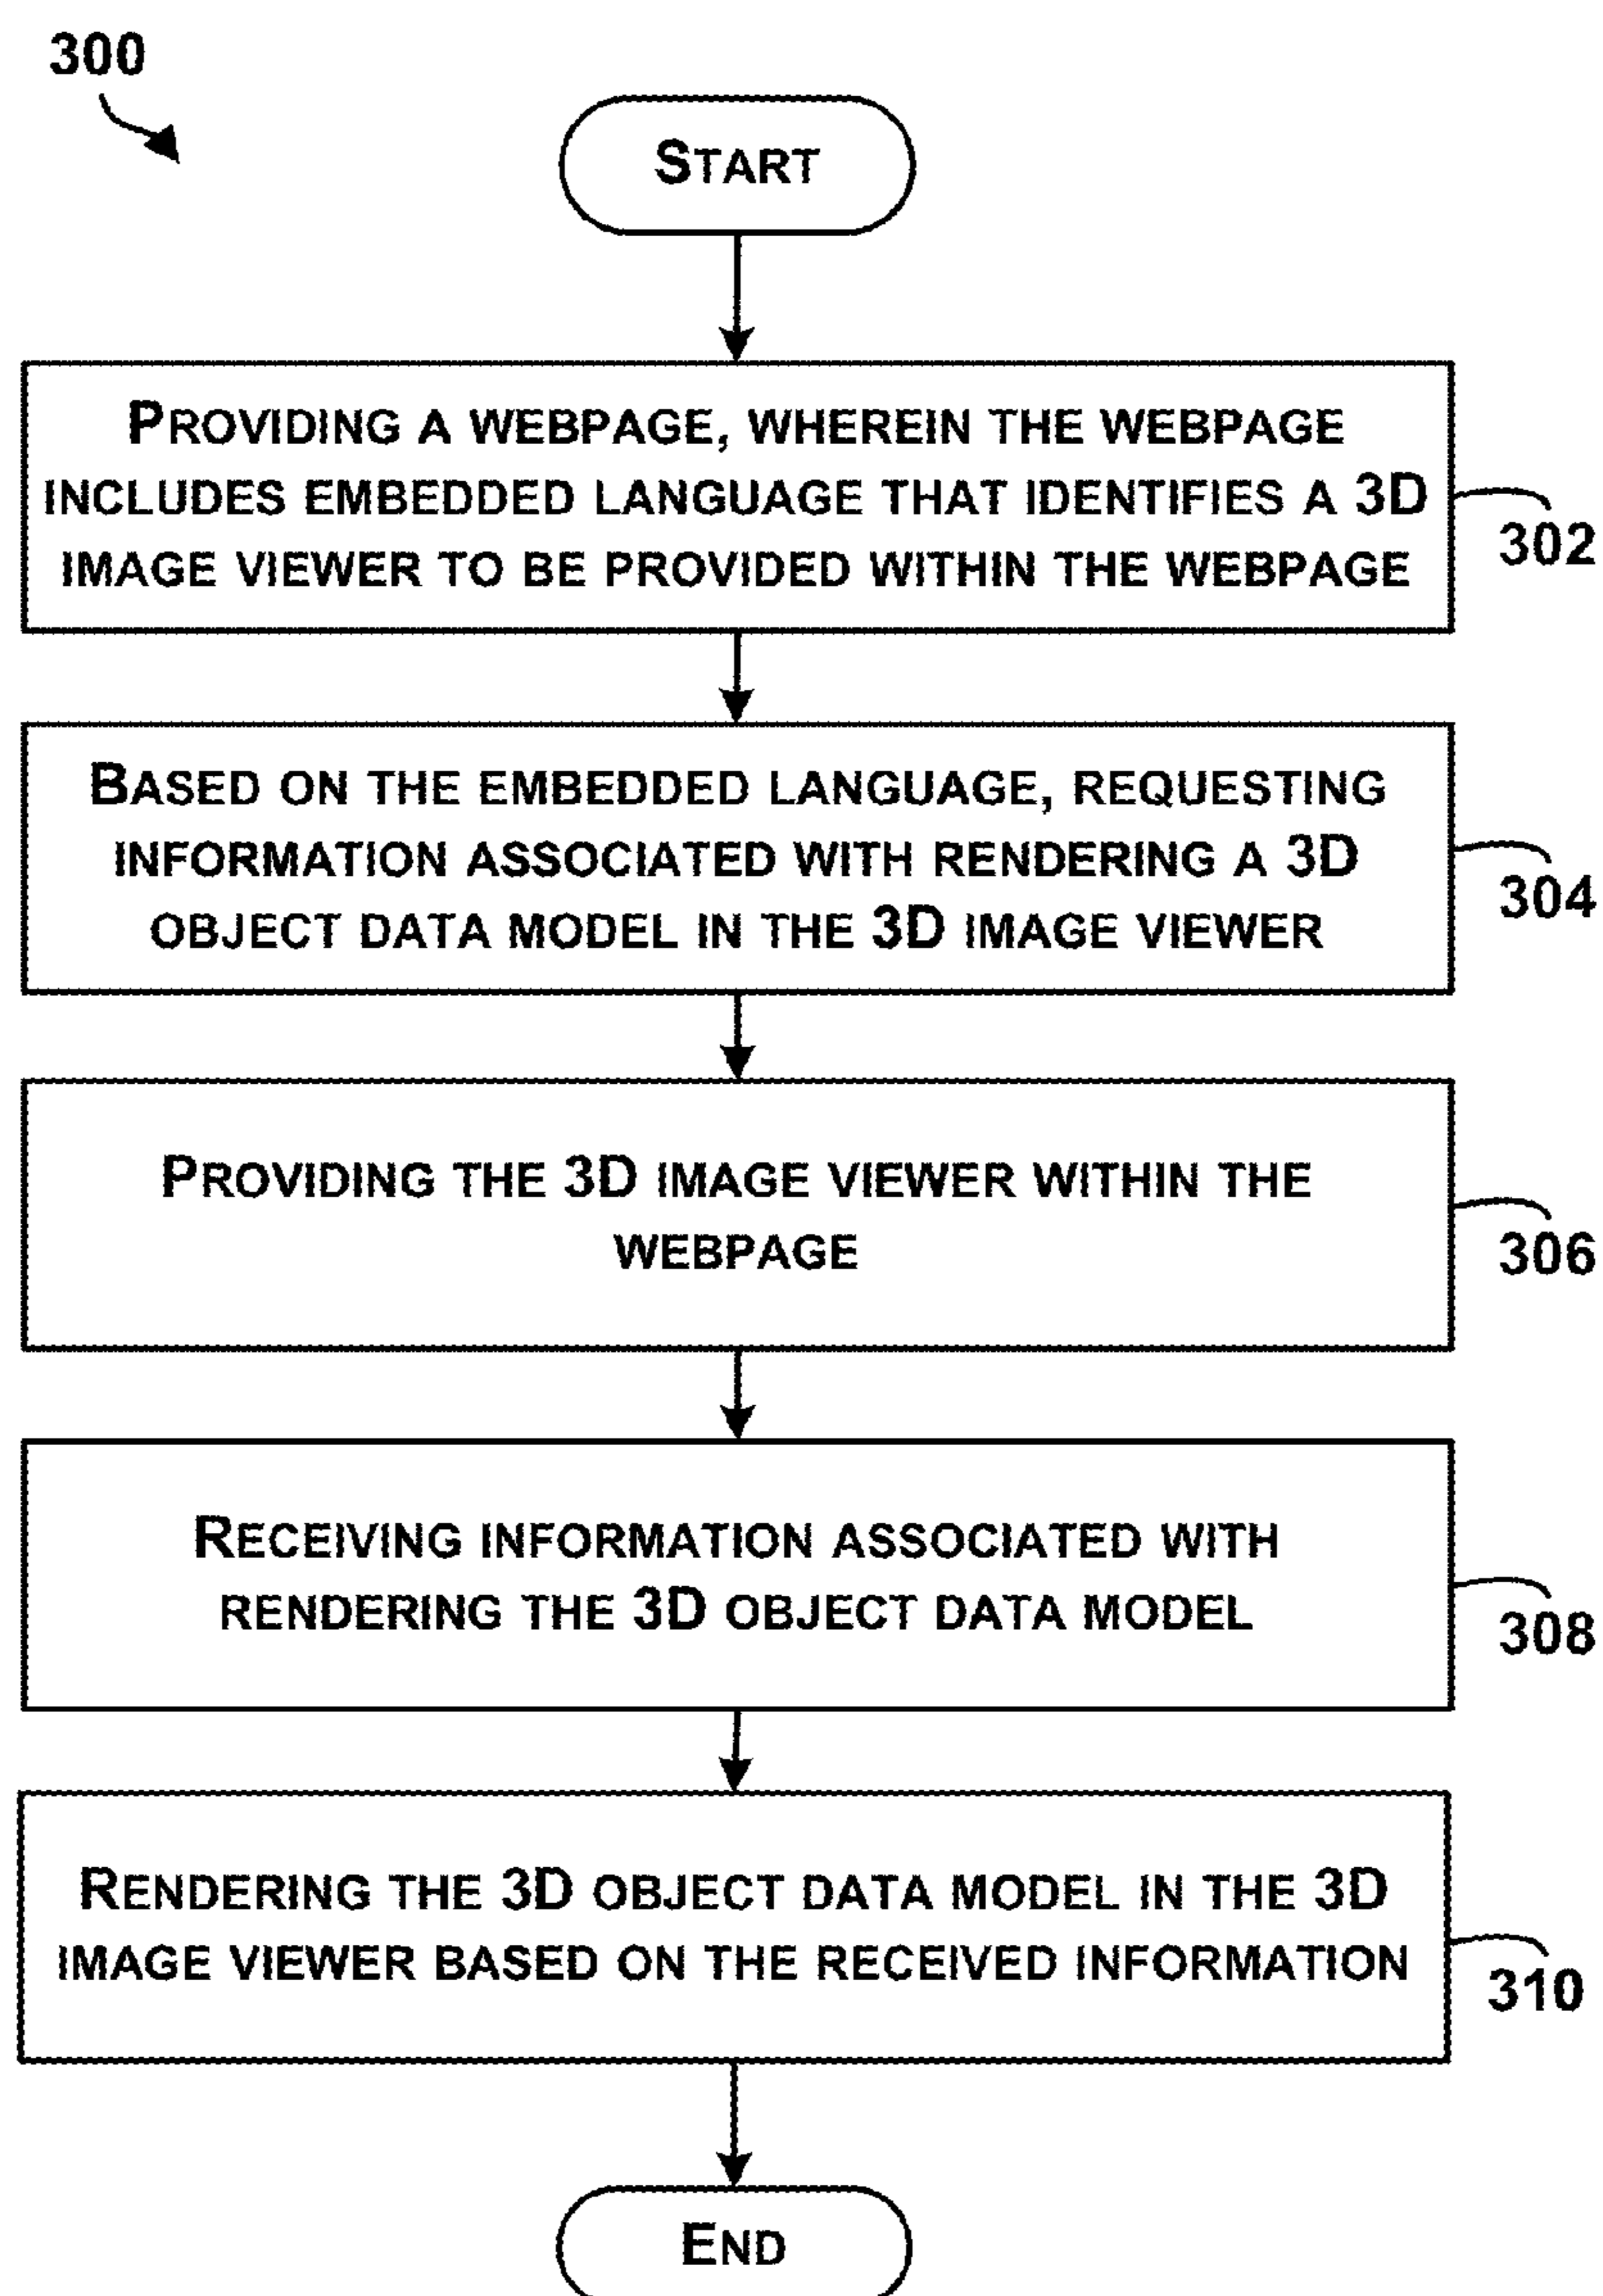 300
START
PROVIDING A WEBPAGE, WHEREIN THE WEBPAGE
INCLUDES EMBEDDED LANGUAGE THAT IDENTIFIES A 3D
IMAGE VIEWER TO BE PROVIDED WITHIN THE WEBPAGE
302
BASED ON THE EMBEDDED LANGUAGE, REQUESTING
INFORMATION ASSOCIATED WITH RENDERING A 3D
OBJECT DATA MODEL IN THE 3D IMAGE VIEWER
304
PROVIDING THE 3D IMAGE VIEWER WITHIN THE
WEBPAGE
306
RECEIVING INFORMATION ASSOCIATED WITH
RENDERING THE 3D OBJECT DATA MODEL
308
RENDERING THE 3D OBJECT DATA MODEL IN THE 3D
IMAGE VIEWER BASED ON THE RECEIVED INFORMATION
310
END